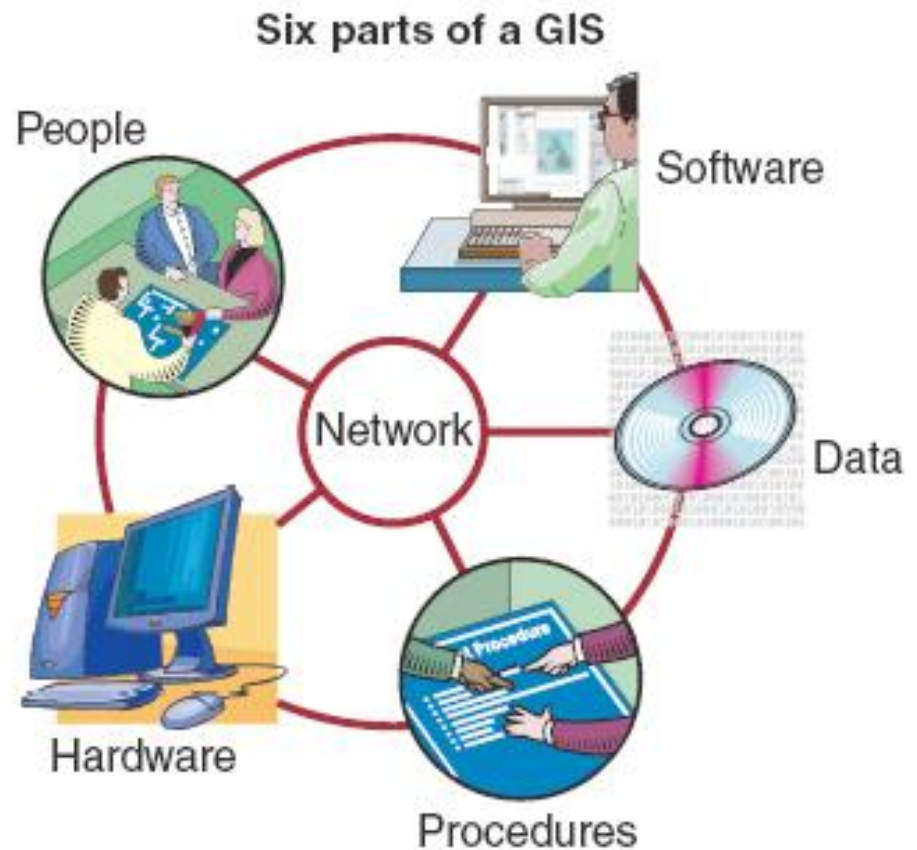 Six parts of a GIS
People
Software
Network
Data
Procedure
Hardware
Procedures